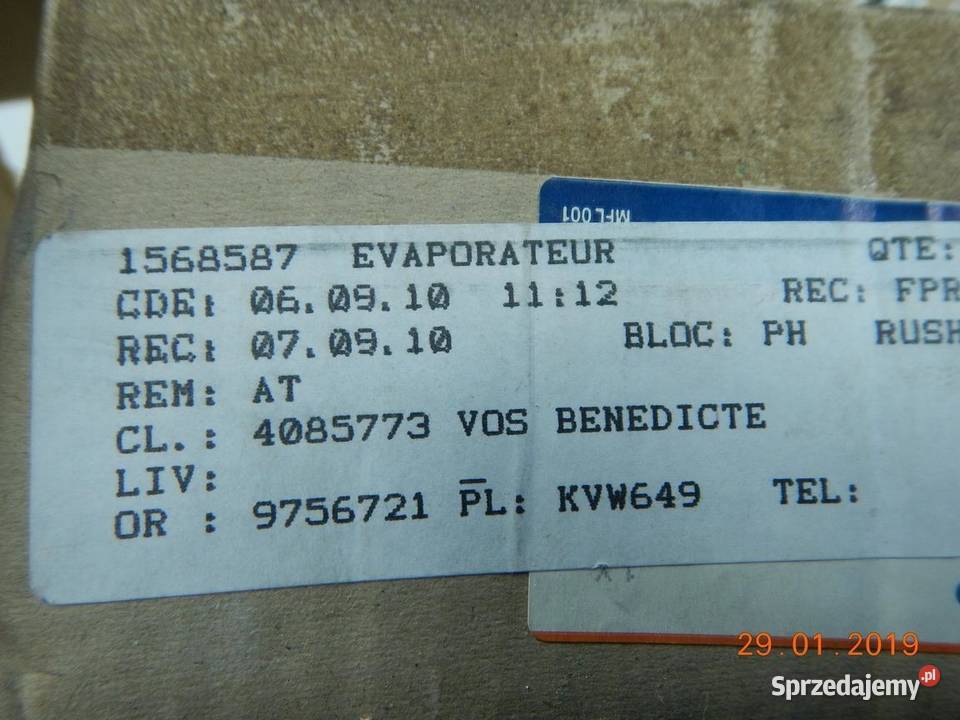 MFL001
1568587 EVAPORATEUR QTE:
CDE: 06.09.10 11:12 REC: FPR
REC: 07.09.10 BLOC: PH RUSH
REM: AT
CL.: 4085773 VOS BENEDICTE
LIV:
OR : 9756721 PL: KVW649 TEL:
29.01.2019
Sprzedajemy.pl